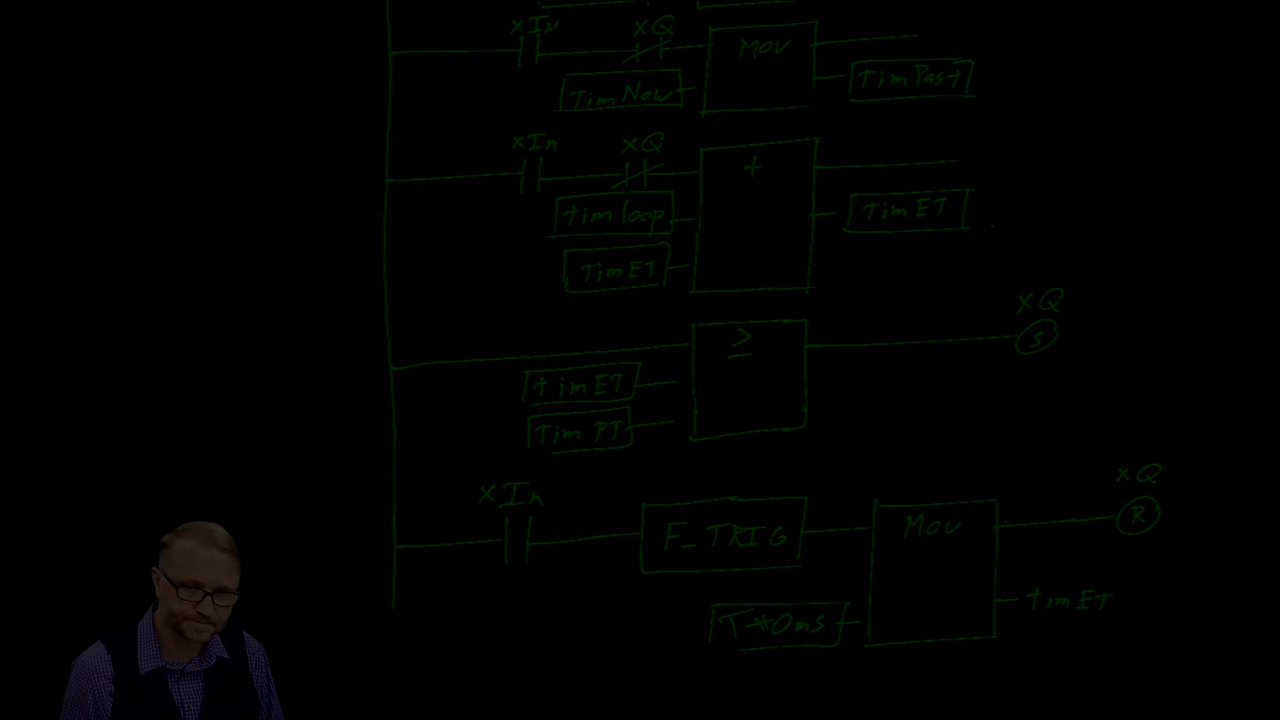 xIn xQ MOV
timNow timPast
xIn xQ +
timloop timET
timET
xQ
≥ S
timET
timPT
xIn xQ
F_TRIG MOV R
T#0ms timET